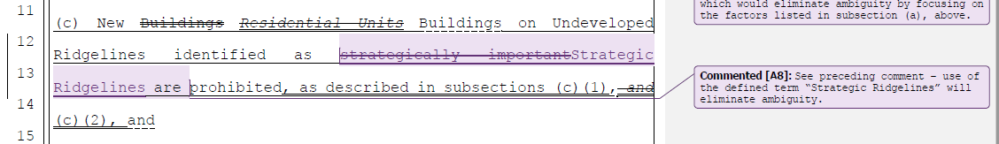 11
(c) New Buildings Residential Units Buildings on Undeveloped
12
Ridgelines identified as strategically importantStrategic
13
Ridgelines are prohibited, as described in subsections (c)(1), and
14
(c)(2), and
15
which would eliminate ambiguity by focusing on
the factors listed in subsection (a), above.
Commented [A8]: See preceding comment – use of
the defined term “Strategic Ridgelines” will
eliminate ambiguity.